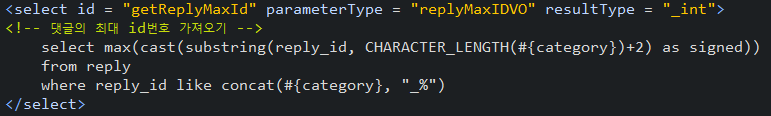 <select id = "getReplyMaxId" parameterType = "replyMaxIDVO" resultType = "_int">
<!-- 댓글의 최대 id번호 가져오기 -->
select max(cast(substring(reply_id, CHARACTER_LENGTH(#{category})+2) as signed))
from reply
where reply_id like concat(#{category}, "_%")
</select>